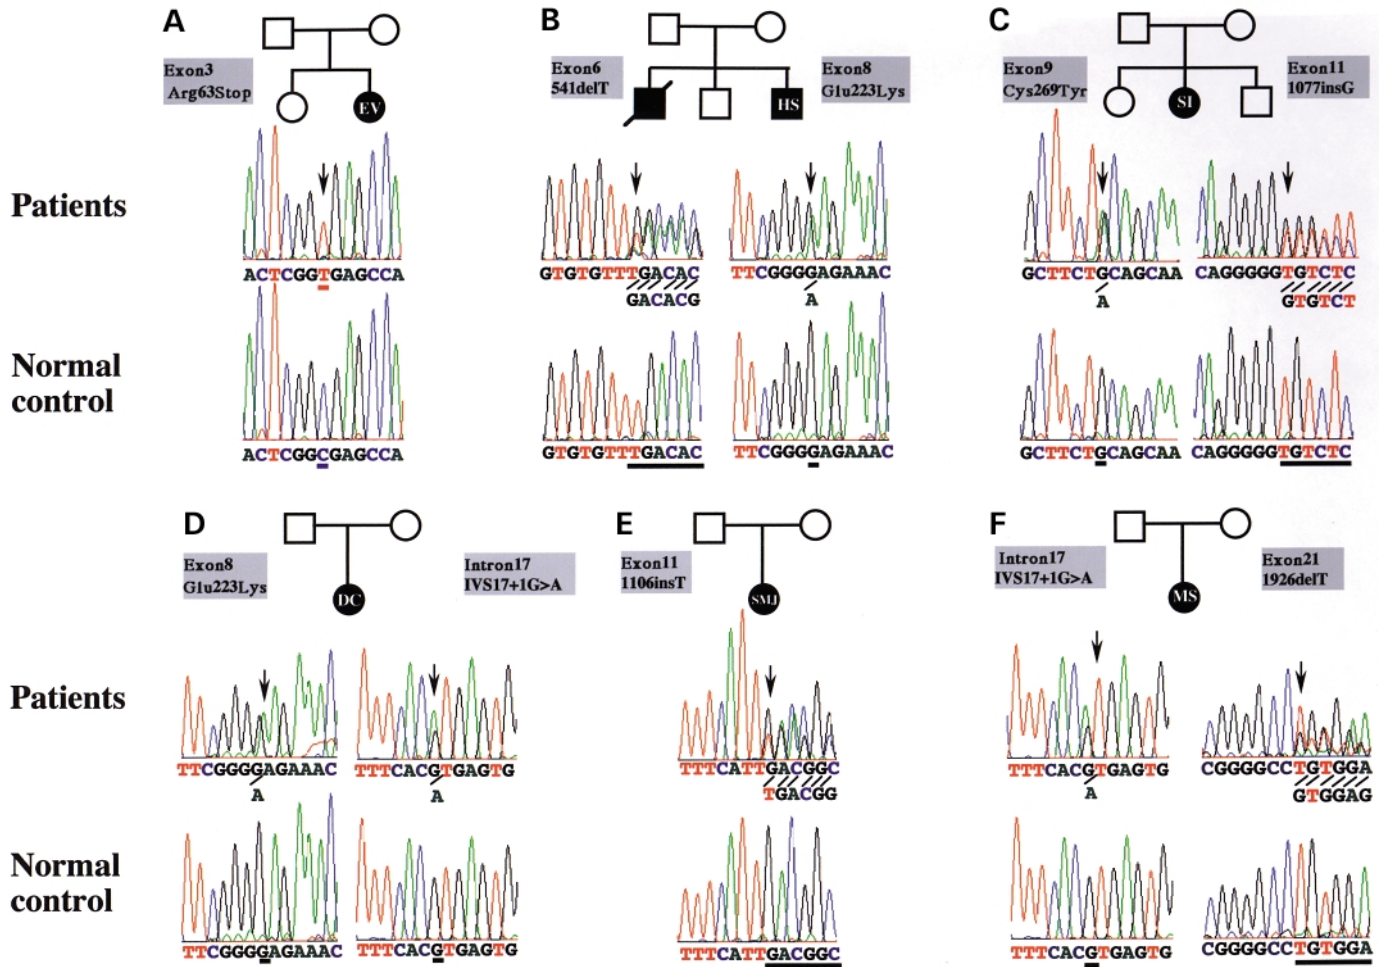 A
B
C
Exon3
Arg63Stop
EV
Exon6
541delT
HS
Exon8
Glu223Lys
Exon9
Cys269Tyr
SI
Exon11
1077insG
Patients
ACTCGGTGAGCCA
GTGTGTTTGACAC
GACACG
TTCGGGGAGAAAC
A
GCTTCTGCAGCAA
A
CAGGGGGTGTCTC
GTGTCT
Normal
control
ACTCGGCGAGCCA
GTGTGTTTGACAC
TTCGGGGAGAAAC
GCTTCTGCAGCAA
CAGGGGGTGTCTC
D
E
F
Exon8
Glu223Lys
DC
Intron17
IVS17+1G>A
Exon11
1106insT
SMJ
Intron17
IVS17+1G>A
MS
Exon21
1926delT
Patients
TTCGGGGAGAAAC
A
TTTCACGTGAGTG
A
TTTCATTGACGGC
TGACGG
TTTCACGTGAGTG
A
CGGGGCCTGTGGA
GTGGAG
Normal
control
TTCGGGGAGAAAC
TTTCACGTGAGTG
TTTCATTGACGGC
TTTCACGTGAGTG
CGGGGCCTGTGGA